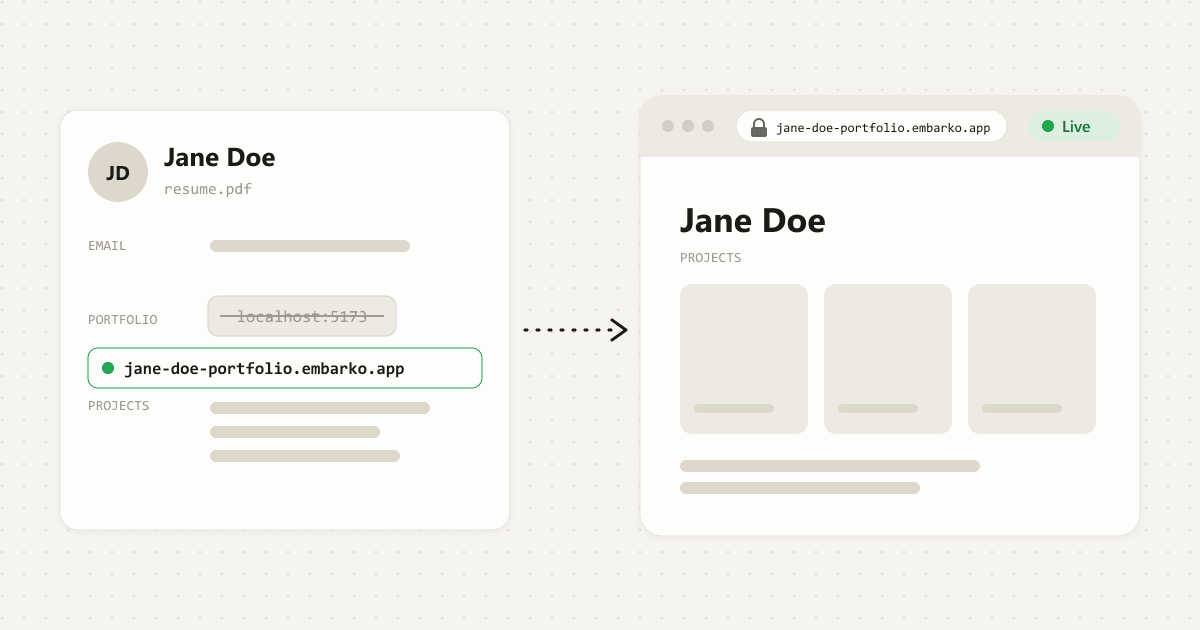 JD
Jane Doe
resume.pdf
EMAIL
PORTFOLIO
localhost:5173
jane-doe-portfolio.embarko.app
PROJECTS
jane-doe-portfolio.embarko.app
Live
Jane Doe
PROJECTS